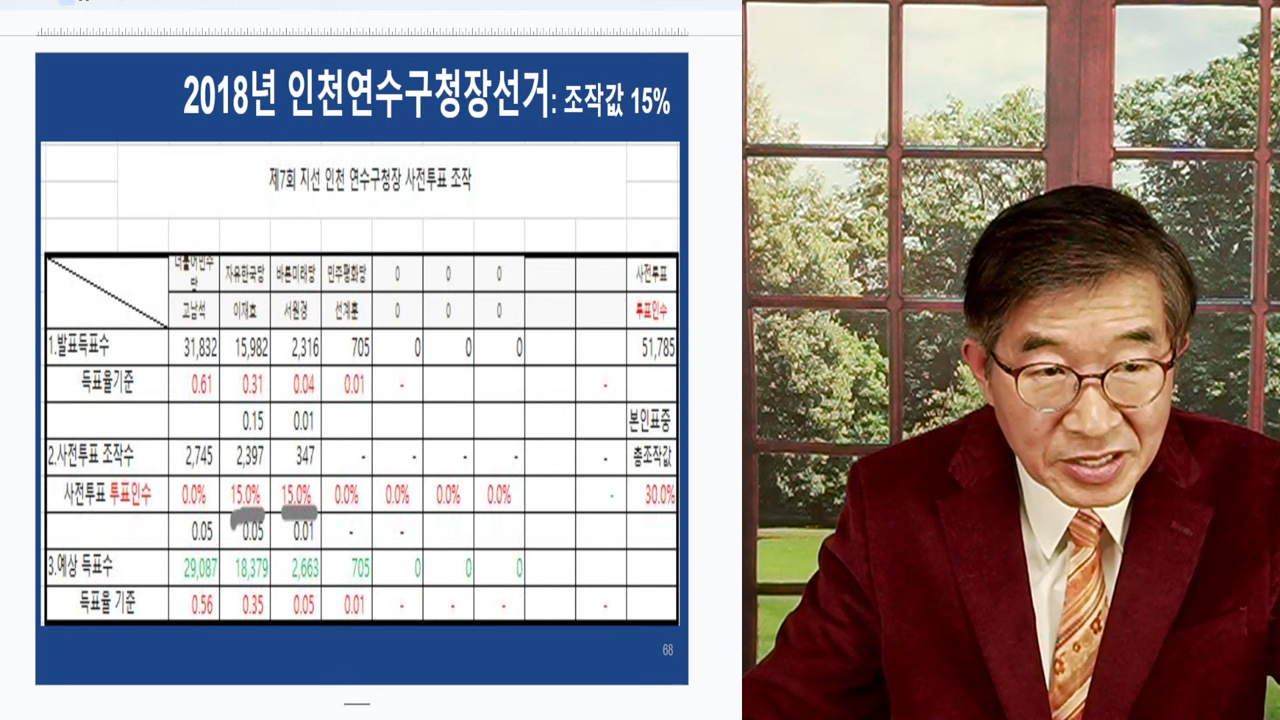 2018년 인천연수구청장선거: 조작값 15%
제7회 지선 인천 연수구청장 사전투표 조작
더불어민주당 자유한국당 바른미래당 민주평화당 0 0 0 사전투표
고남석 이재호 서원경 선계훈 0 0 0 투표인수
1.발표득표수 31,832 15,982 2,316 705 0 0 0 51,785
득표율기준 0.61 0.31 0.04 0.01 - -
0.15 0.01 본인표증
2.사전투표 조작수 2,745 2,397 347 - - - - - 총조작값
사전투표 투표인수 0.0% 15.0% 15.0% 0.0% 0.0% 0.0% 0.0% - 30.0%
0.05 0.05 0.01 - -
3.예상 득표수 29,087 18,379 2,663 705 0 0 0
득표율 기준 0.56 0.35 0.05 0.01 - - - -
68